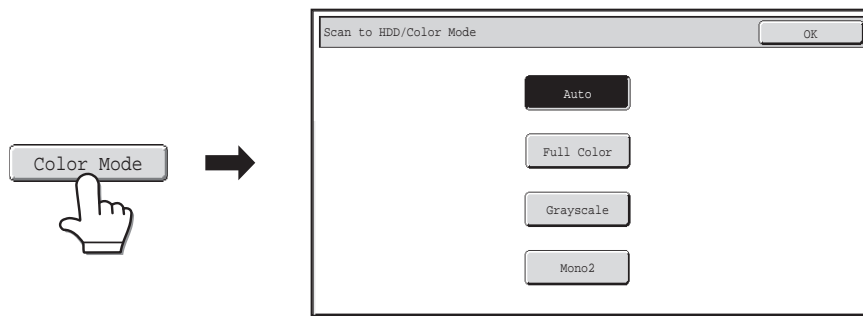 Color Mode
Scan to HDD/Color Mode
OK
Auto
Full Color
Grayscale
Mono2